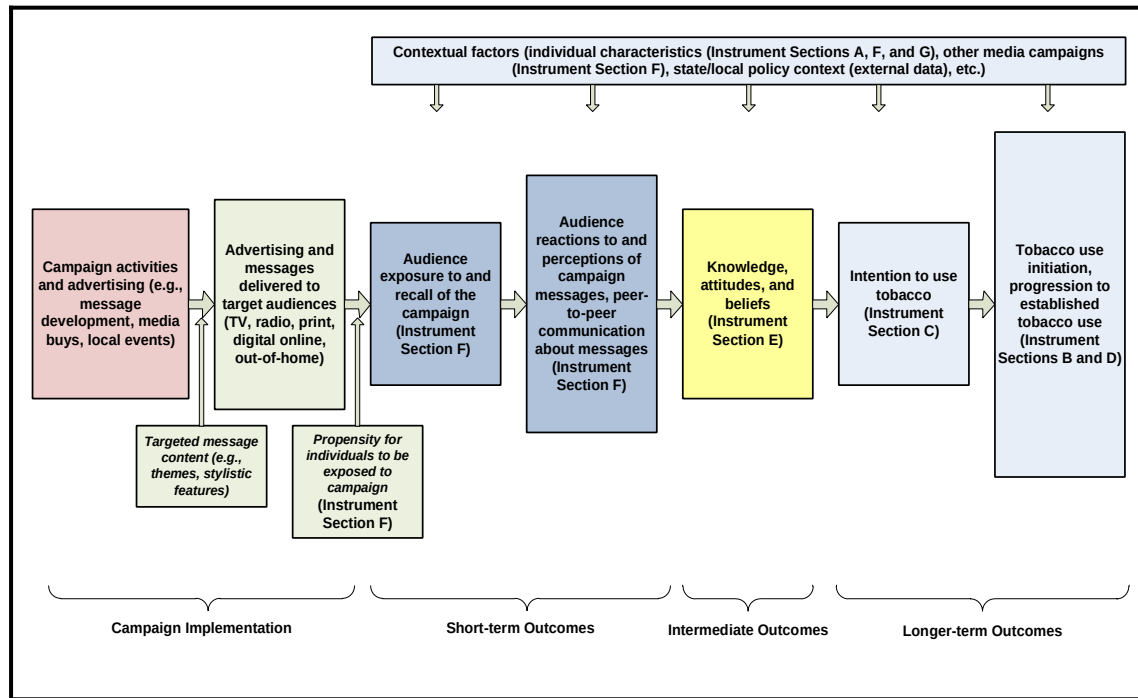 Contextual factors (individual characteristics (Instrument Sections A, F, and G), other media campaigns
(Instrument Section F), state/local policy context (external data), etc.)
Campaign activities
and advertising (e.g.,
message
development, media
buys, local events)
Advertising and
messages
delivered to
target audiences
(TV, radio, print,
digital online,
out-of-home)
Audience
exposure to and
recall of the
campaign
(Instrument
Section F)
Audience
reactions to and
perceptions of
campaign
messages, peer-
to-peer
communication
about messages
(Instrument
Section F)
Knowledge,
attitudes, and
beliefs
(Instrument
Section E)
Intention to use
tobacco
(Instrument
Section C)
Tobacco use
initiation,
progression to
established
tobacco use
(Instrument
Sections B and D)
Targeted message
content (e.g.,
themes, stylistic
features)
Propensity for
individuals to be
exposed to
campaign
(Instrument
Section F)
Campaign Implementation
Short-term Outcomes
Intermediate Outcomes
Longer-term Outcomes